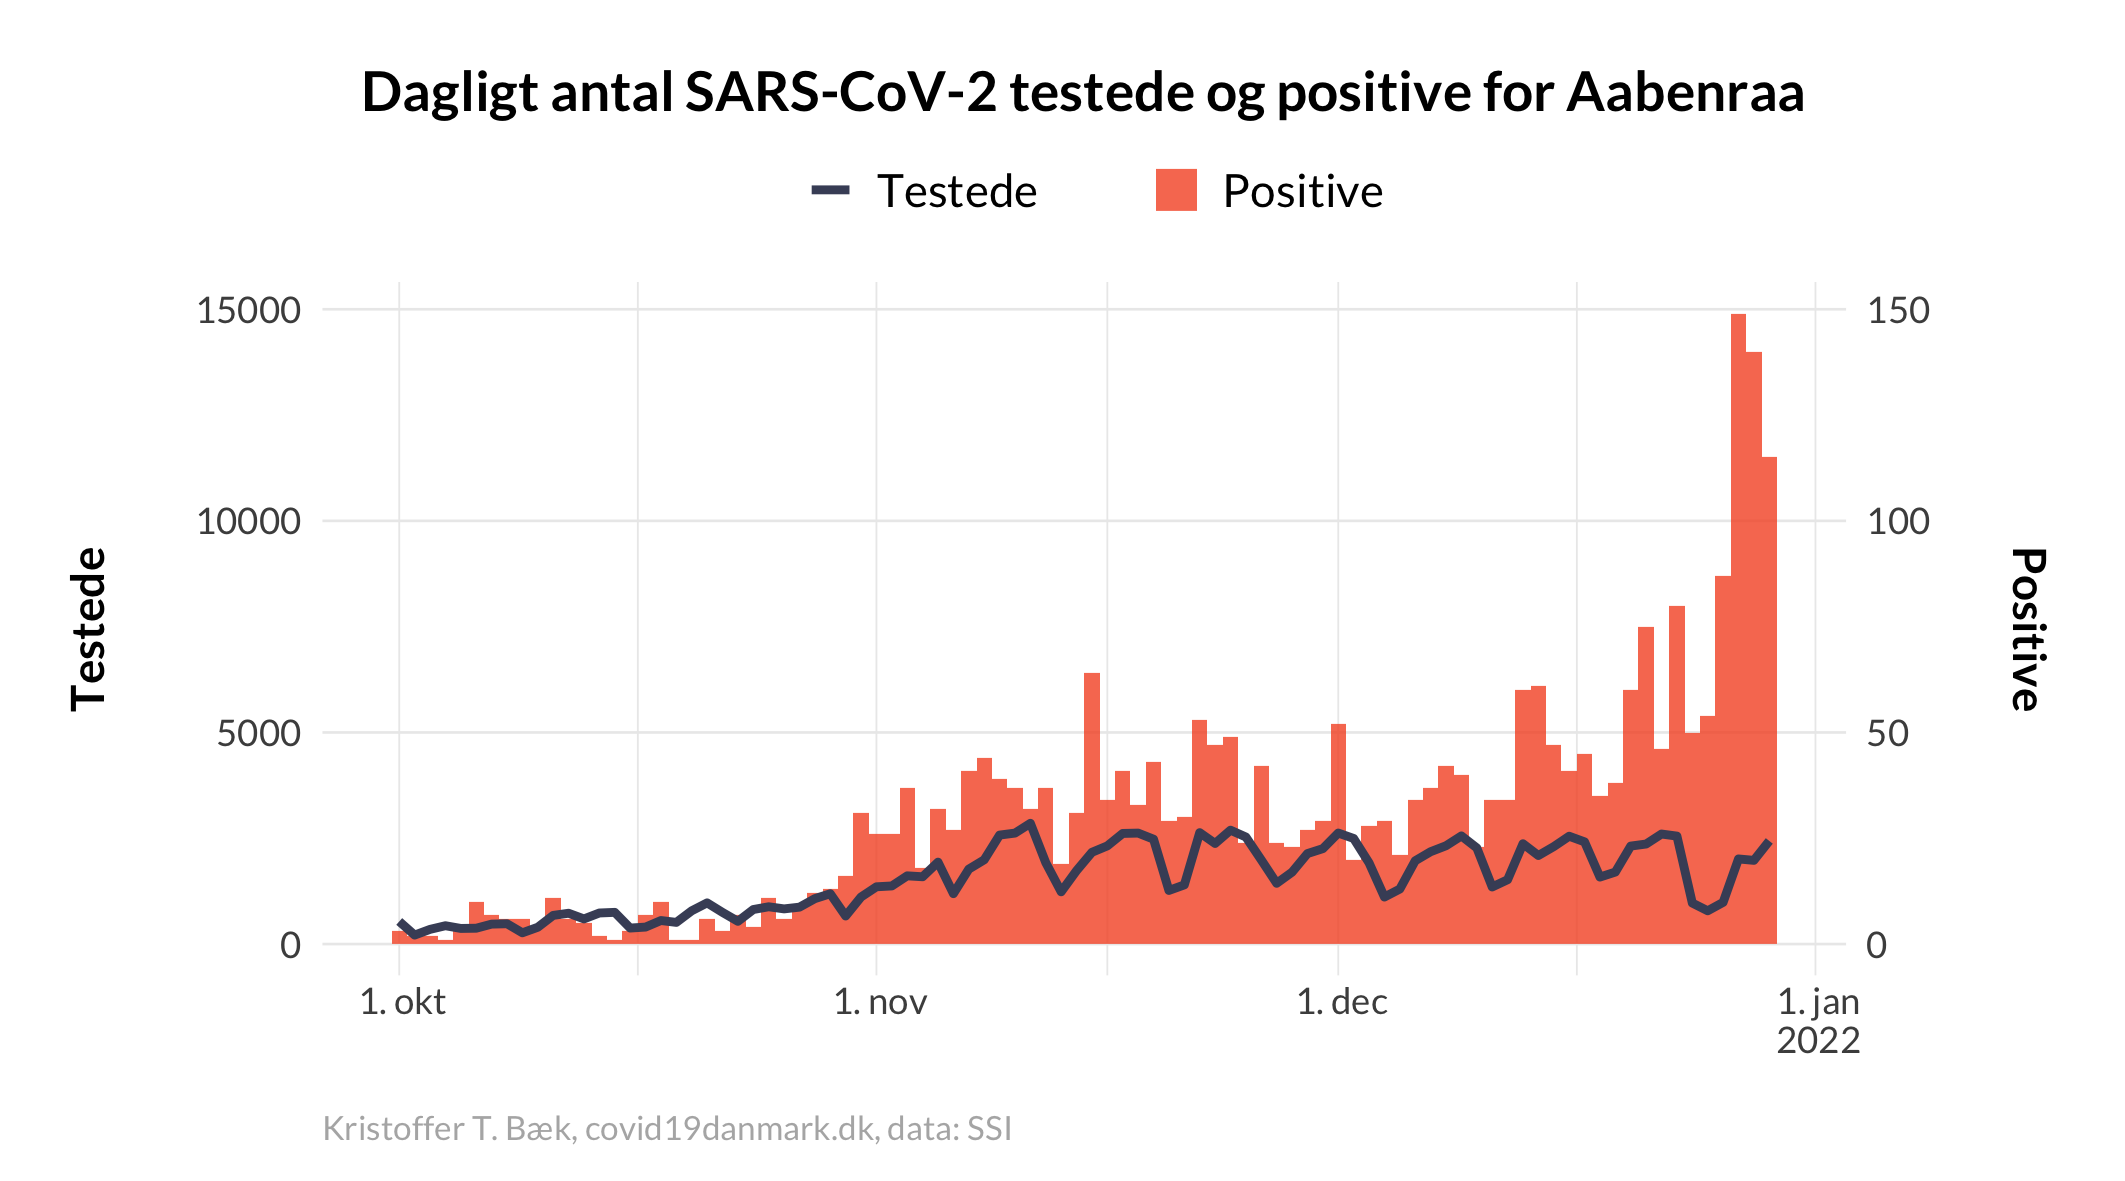 Dagligt antal SARS-CoV-2 testede og positive for Aabenraa
Testede
Positive
15000
10000
5000
0
150
100
50
0
Testede
Positive
1. okt
1. nov
1. dec
1. jan
2022
Kristoffer T. Bæk, covid19danmark.dk, data: SSI